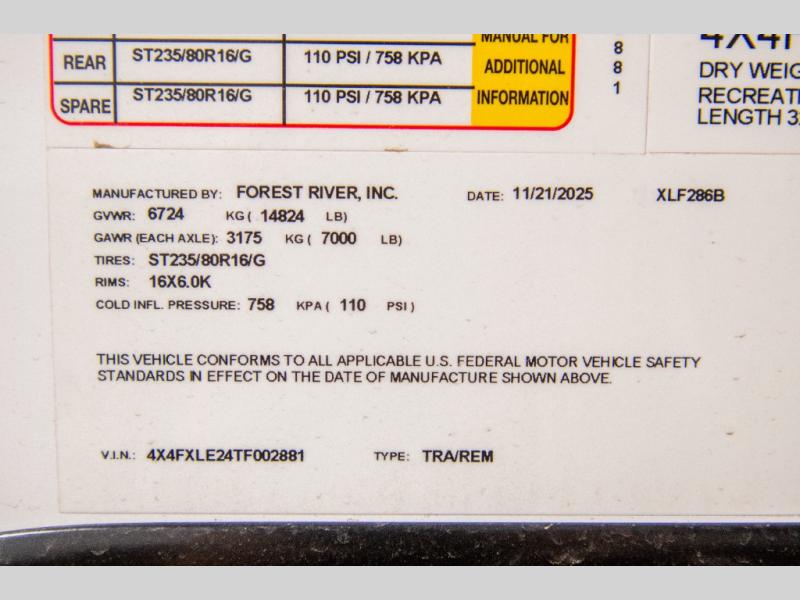 MANUAL FOR
REAR ST235/80R16/G 110 PSI / 758 KPA ADDITIONAL
SPARE ST235/80R16/G 110 PSI / 758 KPA INFORMATION
8
8
1
DRY
RECREATI
LENGTH
MANUFACTURED BY: FOREST RIVER, INC. DATE: 11/21/2025 XLF286B
GVWR: 6724 KG ( 14824 LB)
GAWR (EACH AXLE): 3175 KG ( 7000 LB)
TIRES: ST235/80R16/G
RIMS: 16X6.0K
COLD INFL. PRESSURE: 758 KPA ( 110 PSI )
THIS VEHICLE CONFORMS TO ALL APPLICABLE U.S. FEDERAL MOTOR VEHICLE SAFETY
STANDARDS IN EFFECT ON THE DATE OF MANUFACTURE SHOWN ABOVE.
V.I.N.: 4X4FXLE24TF002881 TYPE: TRA/REM